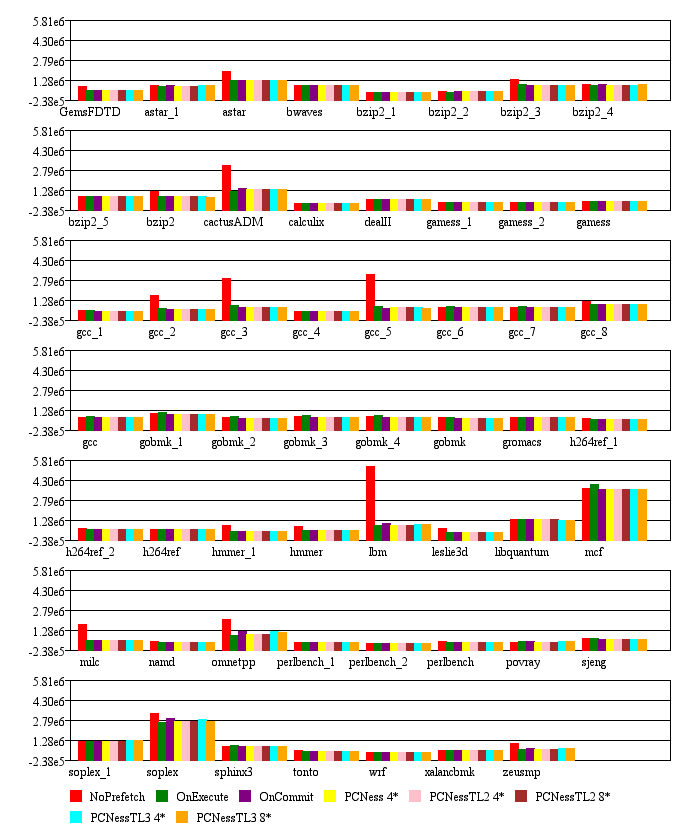 5.81e6
4.30e6
2.79e6
1.28e6
-2.38e5
GemsFDTD astar_1 astar bwaves bzip2_1 bzip2_2 bzip2_3 bzip2_4
5.81e6
4.30e6
2.79e6
1.28e6
-2.38e5
bzip2_5 bzip2 cactusADM calculix dealII gamess_1 gamess_2 gamess
5.81e6
4.30e6
2.79e6
1.28e6
-2.38e5
gcc_1 gcc_2 gcc_3 gcc_4 gcc_5 gcc_6 gcc_7 gcc_8
5.81e6
4.30e6
2.79e6
1.28e6
-2.38e5
gcc gobmk_1 gobmk_2 gobmk_3 gobmk_4 gobmk gromacs h264ref_1
5.81e6
4.30e6
2.79e6
1.28e6
-2.38e5
h264ref_2 h264ref hmmer_1 hmmer lbm leslie3d libquantum mcf
5.81e6
4.30e6
2.79e6
1.28e6
-2.38e5
milc namd omnetpp perlbench_1 perlbench_2 perlbench povray sjeng
5.81e6
4.30e6
2.79e6
1.28e6
-2.38e5
soplex_1 soplex sphinx3 tonto wrf xalancbmk zeusmp
NoPrefetch OnExecute OnCommit PCNess 4* PCNessTL2 4* PCNessTL2 8*
PCNessTL3 4* PCNessTL3 8*